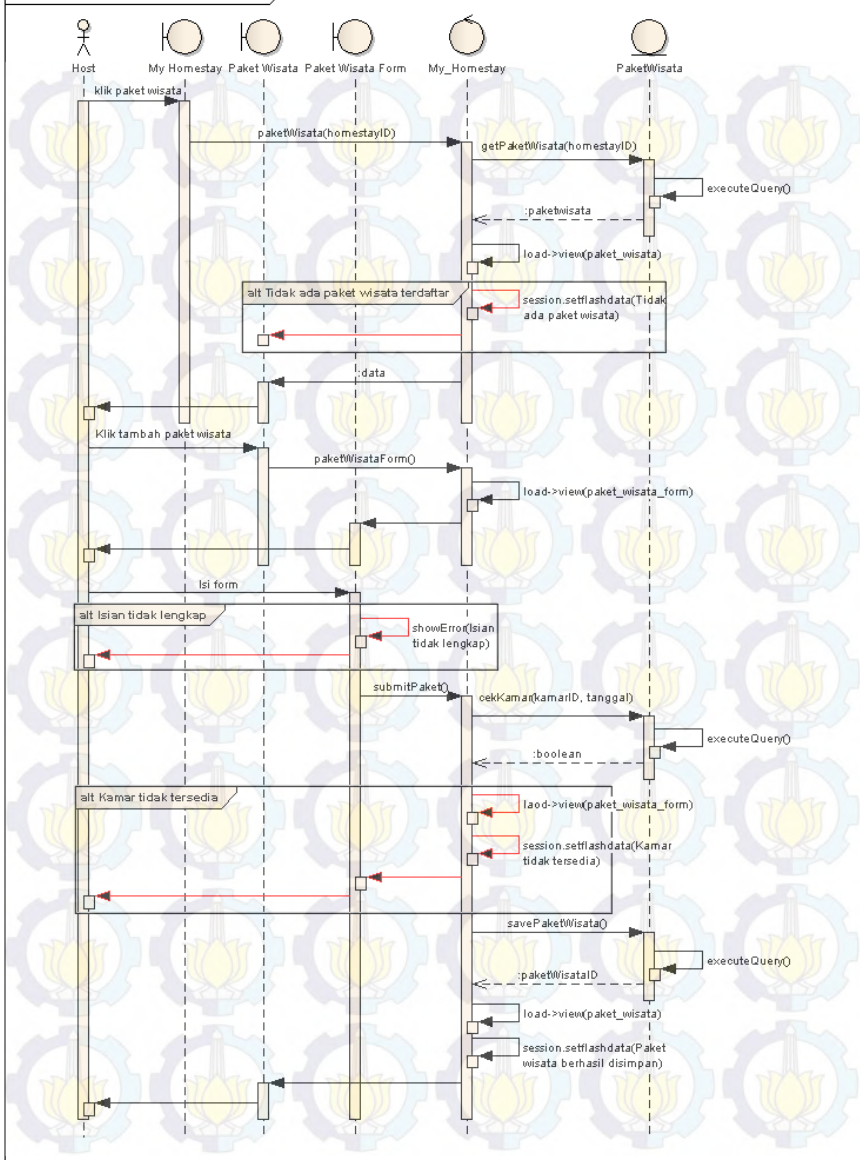 Host
My Homestay
Paket Wisata
Paket Wisata Form
My_Homestay
PaketWisata
klik paket wisata
paketWisata(homestayID)
getPaketWisata(homestayID)
executeQuery()
:paketwisata
load->view(paket_wisata)
alt Tidak ada paket wisata terdaftar
session.setflashdata(Tidak
ada paket wisata)
:data
Klik tambah paket wisata
paketWisataForm()
load->view(paket_wisata_form)
Isi form
alt Isian tidak lengkap
showError(Isian
tidak lengkap)
submitPaket()
cekKamar(kamarID, tanggal)
executeQuery()
:boolean
alt Kamar tidak tersedia
laod->view(paket_wisata_form)
session.setflashdata(Kamar
tidak tersedia)
savePaketWisata()
executeQuery()
:paketWisataID
load->view(paket_wisata)
session.setflashdata(Paket
wisata berhasil disimpan)